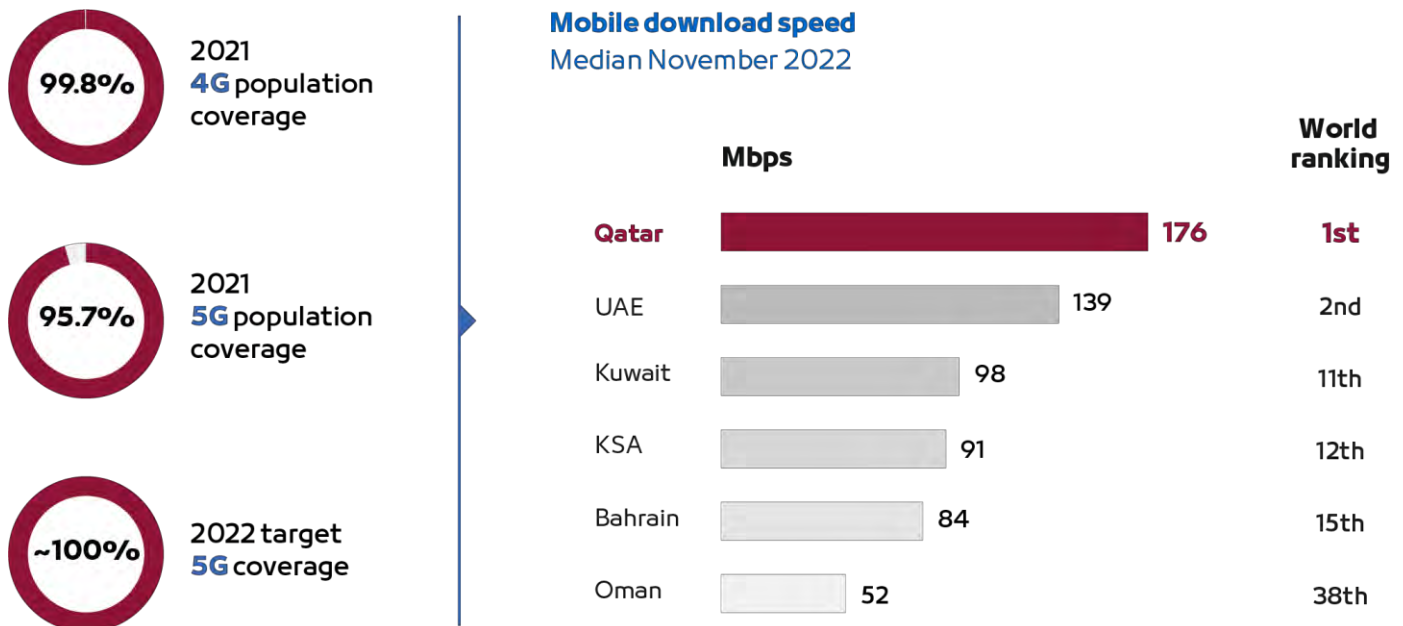 99.8%
2021
4G population
coverage
95.7%
2021
5G population
coverage
~100%
2022 target
5G coverage
Mobile download speed
Median November 2022
Mbps
World
ranking
Qatar 176 1st
UAE 139 2nd
Kuwait 98 11th
KSA 91 12th
Bahrain 84 15th
Oman 52 38th